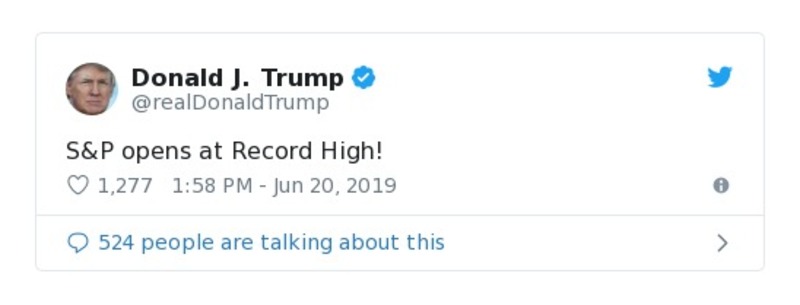 Donald J. Trump
@realDonaldTrump
S&P opens at Record High!
1,277 1:58 PM - Jun 20, 2019
524 people are talking about this